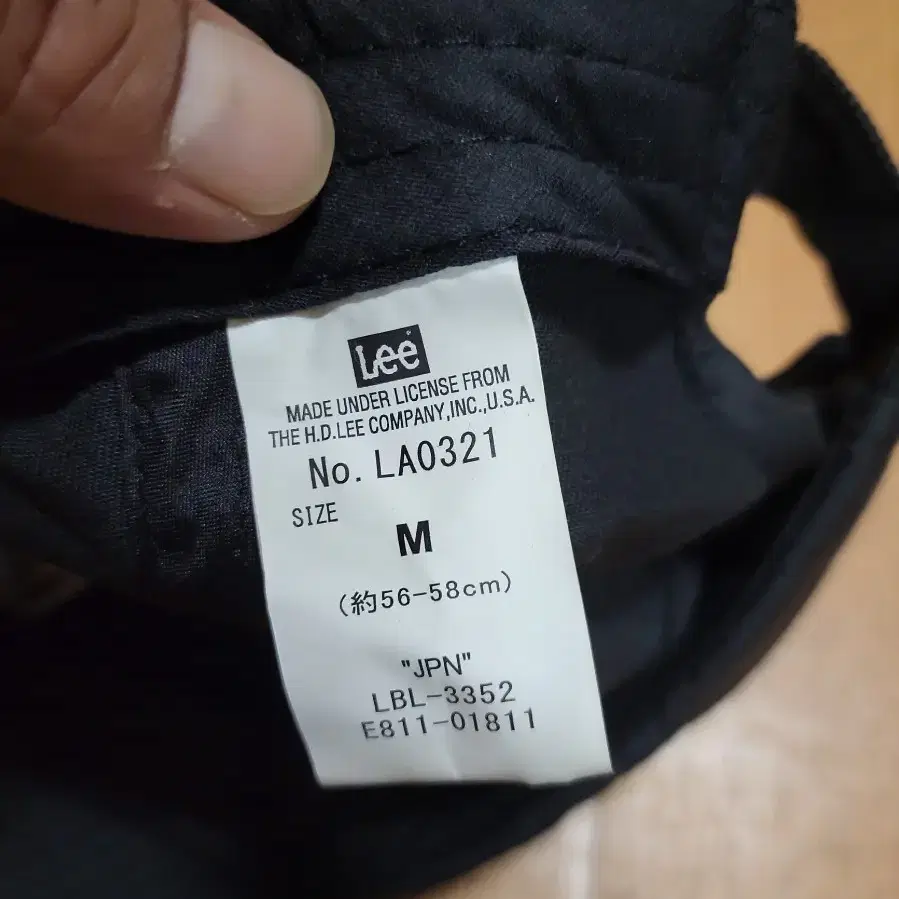 Lee
MADE UNDER LICENSE FROM
THE H.D.LEE COMPANY,INC.,U.S.A.
No. LA0321
SIZE
M
(約56-58cm)
"JPN"
LBL-3352
E811-01811